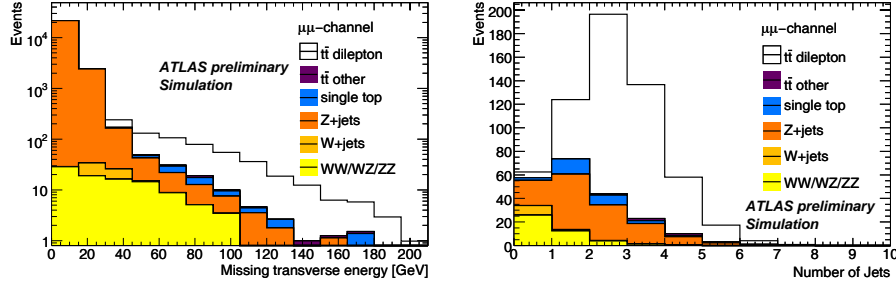 Events
10⁴
10³
10²
10
1
μμ-channel
tt̄ dilepton
tt̄ other
single top
Z+jets
W+jets
WW/WZ/ZZ
ATLAS preliminary
Simulation
0 20 40 60 80 100 120 140 160 180 200
Missing transverse energy [GeV]
Events
200
180
160
140
120
100
80
60
40
20
0
μμ-channel
tt̄ dilepton
tt̄ other
single top
Z+jets
W+jets
WW/WZ/ZZ
ATLAS preliminary
Simulation
0 1 2 3 4 5 6 7 8 9 10
Number of Jets